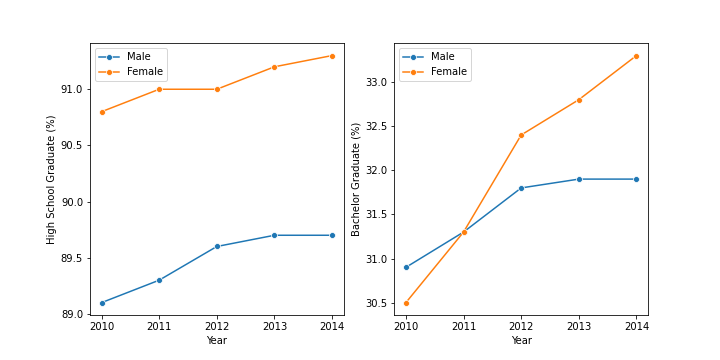 Male
Female
High School Graduate (%)
91.0
90.5
90.0
89.5
89.0
2010 2011 2012 2013 2014
Year
Male
Female
Bachelor Graduate (%)
33.0
32.5
32.0
31.5
31.0
30.5
2010 2011 2012 2013 2014
Year